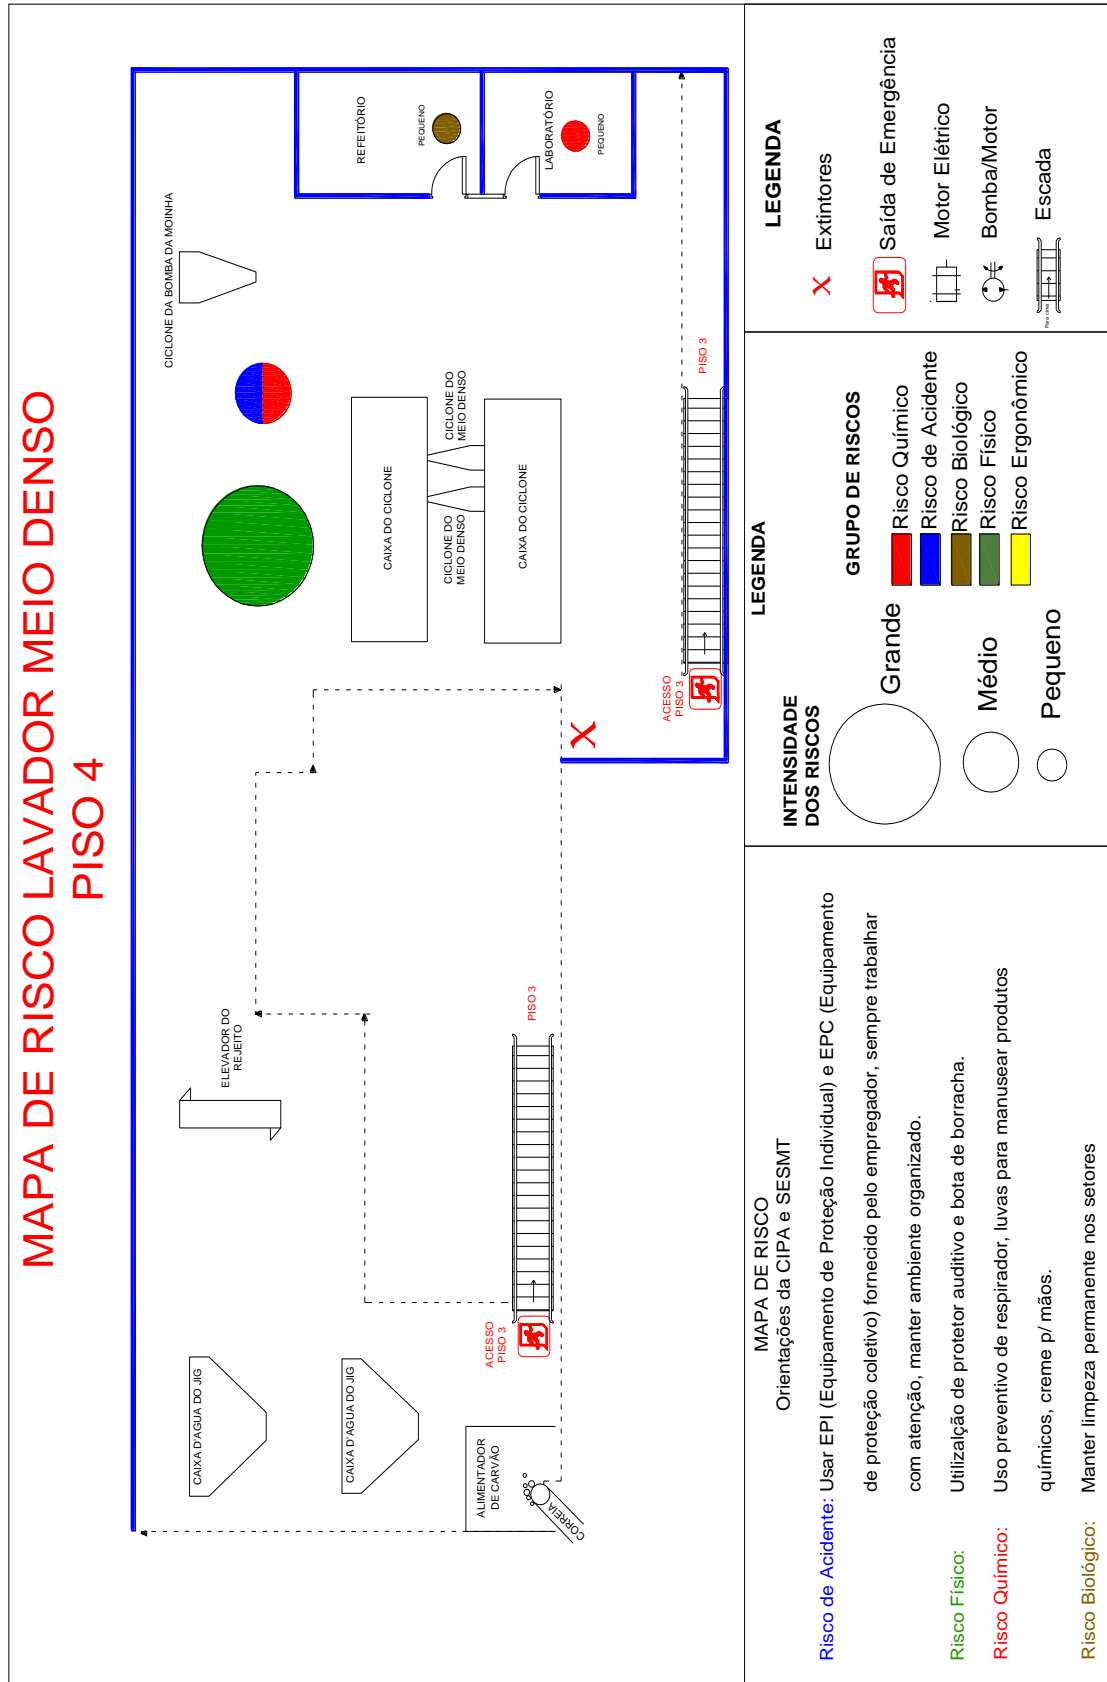 MAPA DE RISCO LAVADOR MEIO DENSO
PISO 4
CAIXA D'AGUA DO JIG
CAIXA D'AGUA DO JIG
ALIMENTADOR
DE CARVÃO
CORREIA
ELEVADOR DO
REJEITO
ACESSO
PISO 3
PISO 3
CICLONE DA BOMBA DA MOINHA
CAIXA DO CICLONE
CICLONE DO
MEIO DENSO
CICLONE DO
MEIO DENSO
CAIXA DO CICLONE
REFEITÓRIO
PEQUENO
LABORATÓRIO
PEQUENO
X
ACESSO
PISO 3
PISO 3
MAPA DE RISCO
Orientações da CIPA e SESMT
Risco de Acidente: Usar EPI (Equipamento de Proteção Individual) e EPC (Equipamento
de proteção coletivo) fornecido pelo empregador, sempre trabalhar
com atenção, manter ambiente organizado.
Risco Físico: Utilizalção de protetor auditivo e bota de borracha.
Risco Químico: Uso preventivo de respirador, luvas para manusear produtos
químicos, creme p/ mãos.
Risco Biológico: Manter limpeza permanente nos setores
LEGENDA
INTENSIDADE
DOS RISCOS
Grande
Médio
Pequeno
GRUPO DE RISCOS
Risco Químico
Risco de Acidente
Risco Biológico
Risco Físico
Risco Ergonômico
LEGENDA
X Extintores
Saída de Emergência
Motor Elétrico
Bomba/Motor
Para cima
Escada